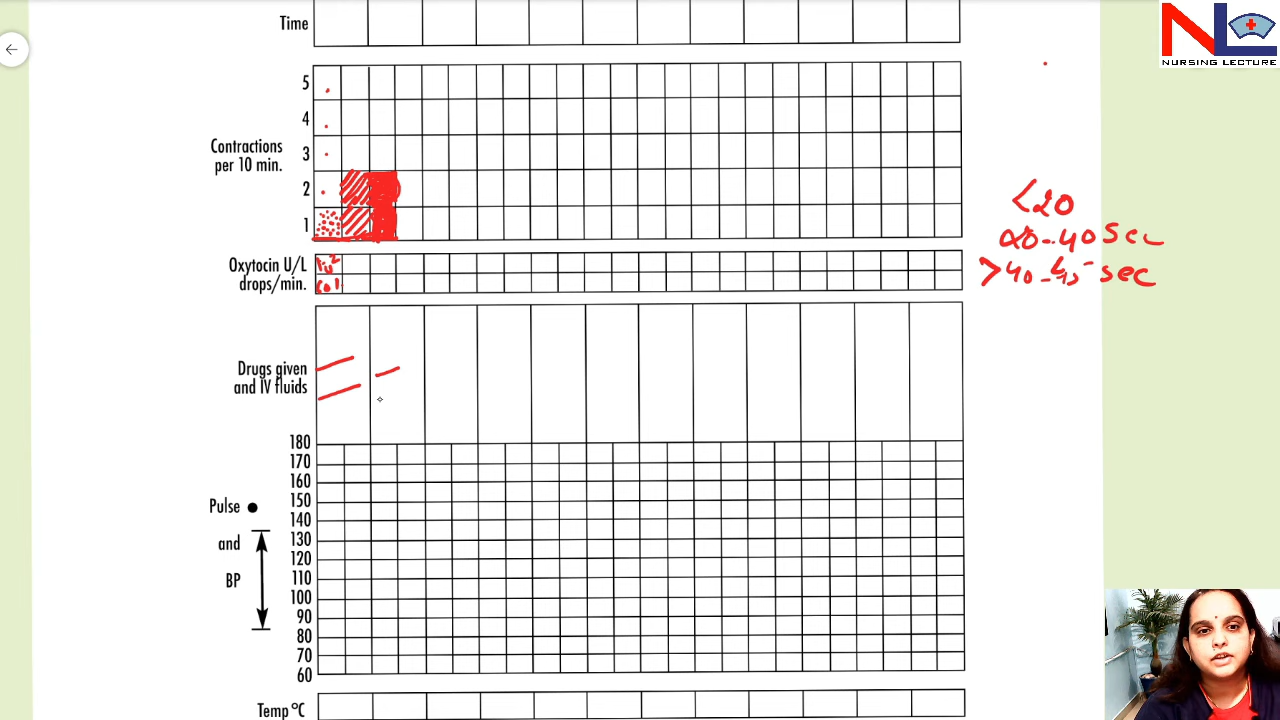 NL
NURSING LECTURE
Time
5
4
Contractions
per 10 min.
3
2
1
<20
20-40 sec
>40-45 sec
Oxytocin U/L
drops/min.
Drugs given
and IV fluids
180
170
160
150
140
130
120
110
100
90
80
70
60
Pulse ●
and
BP
Temp °C